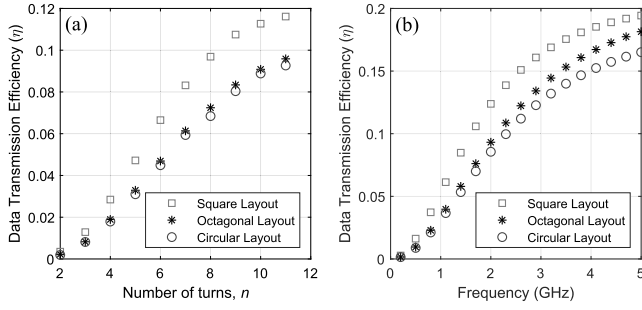 (a)
Data Transmission Efficiency (η)
0.12
0.1
0.08
0.06
0.04
0.02
0
2
4
6
8
10
12
Number of turns, n
Square Layout
Octagonal Layout
Circular Layout
(b)
Data Transmission Efficiency (η)
0.2
0.15
0.1
0.05
0
0
1
2
3
4
5
Frequency (GHz)
Square Layout
Octagonal Layout
Circular Layout